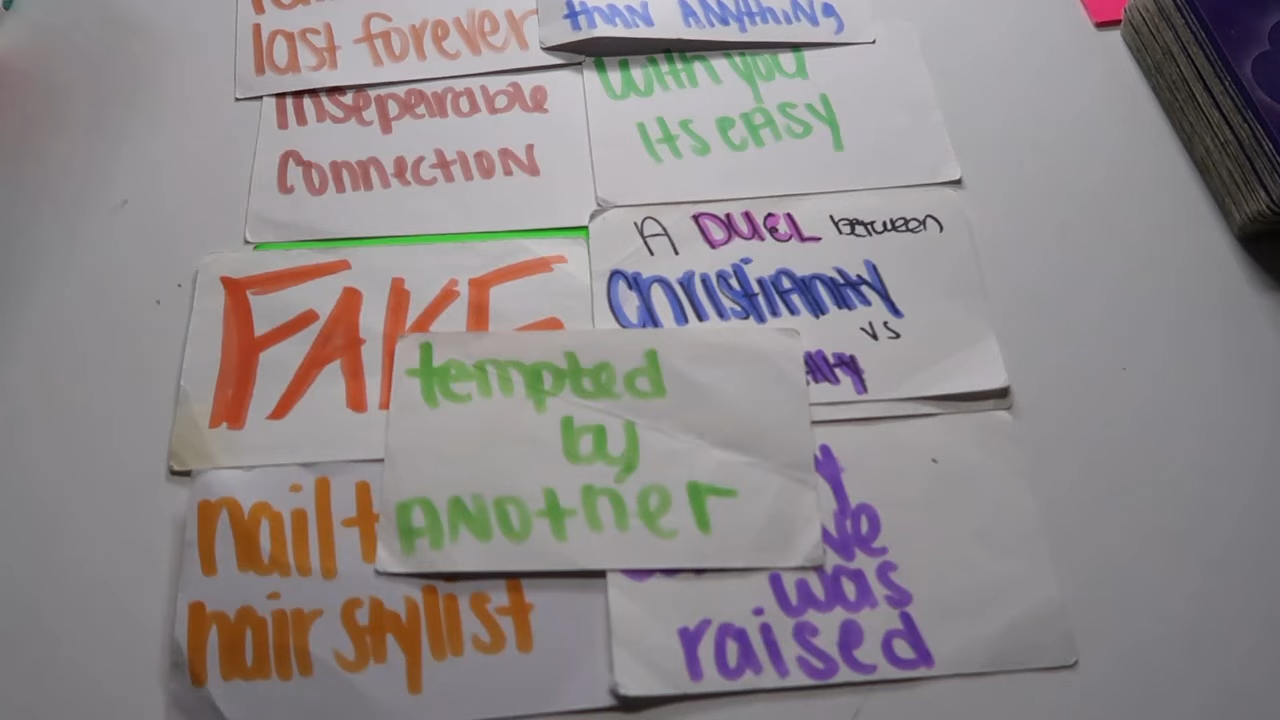 last forever
than anything
Insepeirable
connection
with you
Its easy
FAKE
A DUEL between
Christianity
vs
tempted
by
ANOtHer
nail
hair stylist
was
raised